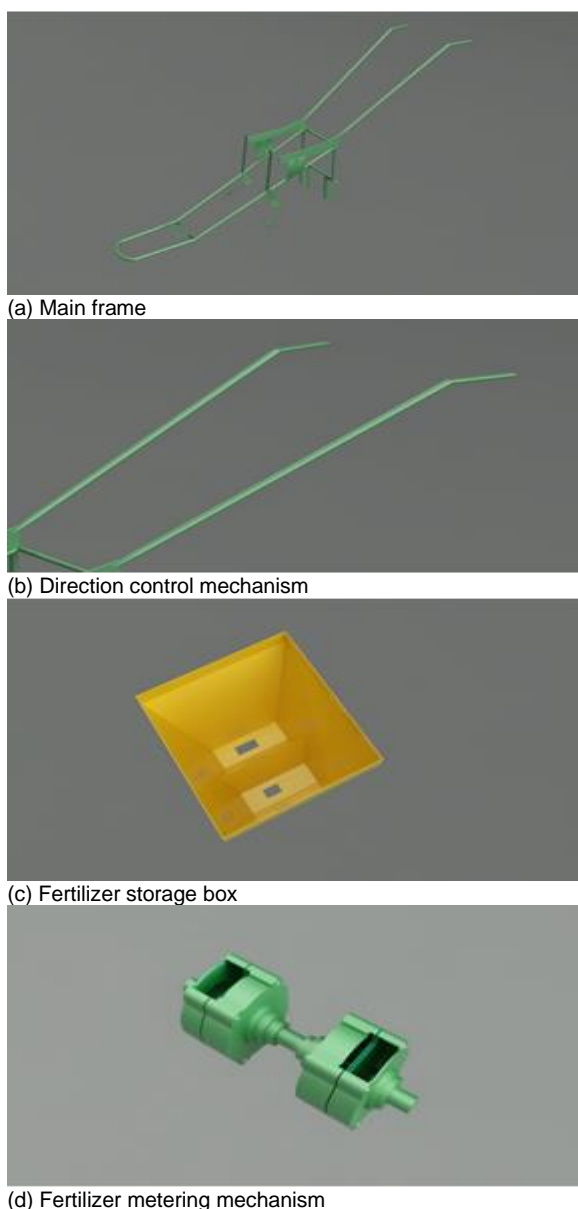 (a) Main frame
(b) Direction control mechanism
(c) Fertilizer storage box
(d) Fertilizer metering mechanism